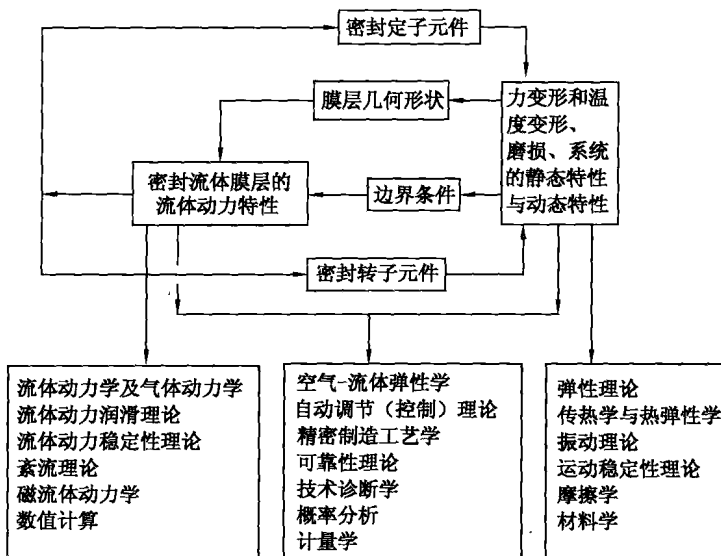 密封定子元件
膜层几何形状
力变形和温
度变形、
磨损、系统
的静态特性
与动态特性
密封流体膜层的
流体动力特性
边界条件
密封转子元件
流体动力学及气体动力学
流体动力润滑理论
流体动力稳定性理论
紊流理论
磁流体动力学
数值计算
空气-流体弹性学
自动调节（控制）理论
精密制造工艺学
可靠性理论
技术诊断学
概率分析
计量学
弹性理论
传热学与热弹性学
振动理论
运动稳定性理论
摩擦学
材料学